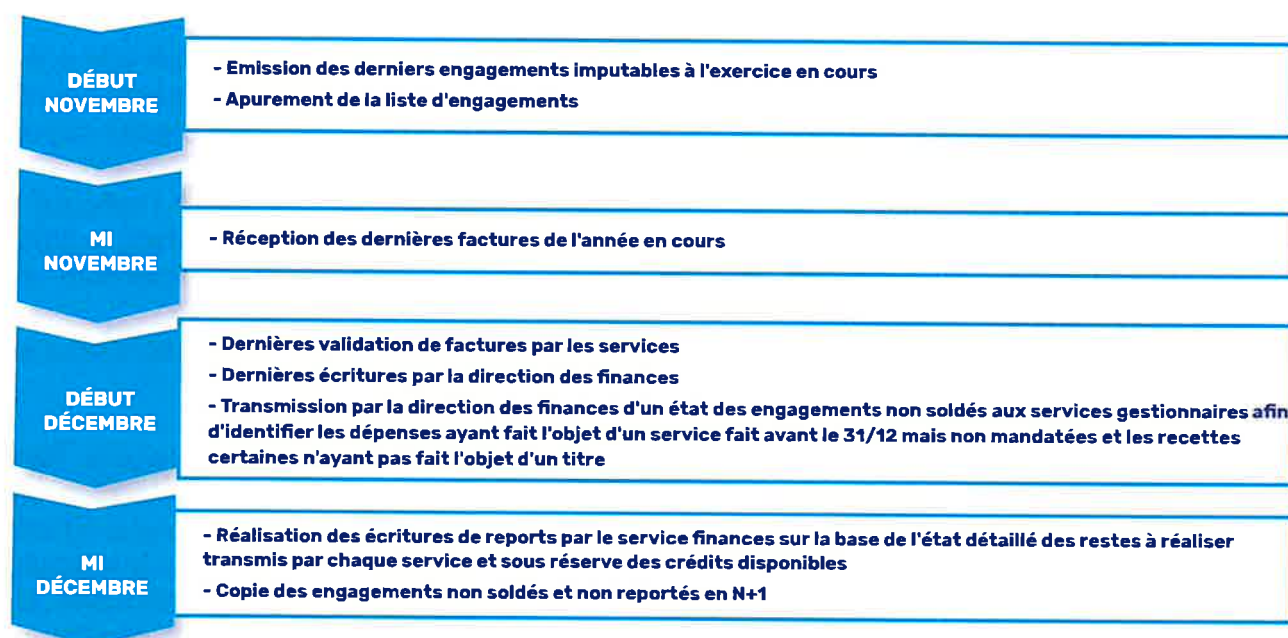 DÉBUT
NOVEMBRE
- Emission des derniers engagements imputables à l'exercice en cours
- Apurement de la liste d'engagements
MI
NOVEMBRE
- Réception des dernières factures de l'année en cours
DÉBUT
DÉCEMBRE
- Dernières validation de factures par les services
- Dernières écritures par la direction des finances
- Transmission par la direction des finances d'un état des engagements non soldés aux services gestionnaires afin
d'identifier les dépenses ayant fait l'objet d'un service fait avant le 31/12 mais non mandatées et les recettes
certaines n'ayant pas fait l'objet d'un titre
MI
DÉCEMBRE
- Réalisation des écritures de reports par le service finances sur la base de l'état détaillé des restes à réaliser
transmis par chaque service et sous réserve des crédits disponibles
- Copie des engagements non soldés et non reportés en N+1